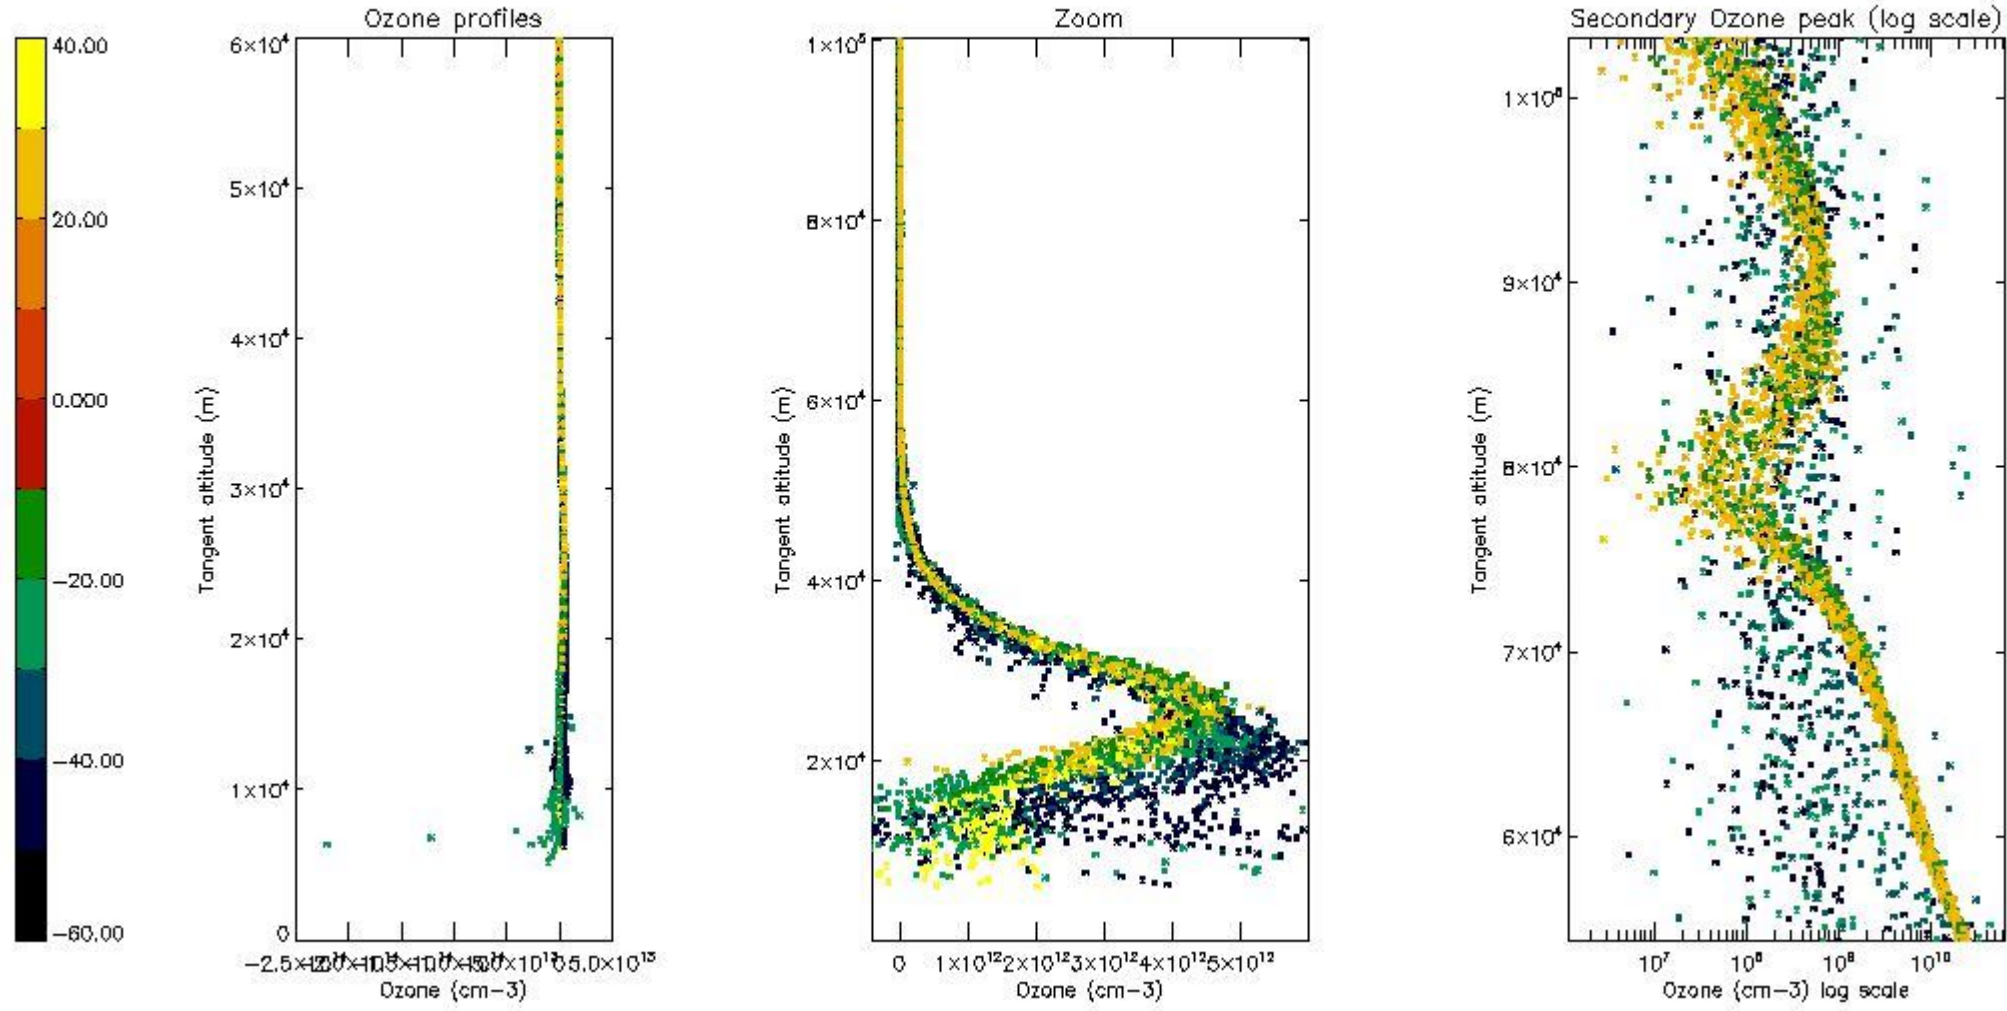 Ozone profiles
Zoom
Secondary Ozone peak (log scale)
40.00
20.00
0.000
−20.00
−40.00
−60.00
Tangent altitude (m)
6×10⁴
5×10⁴
4×10⁴
3×10⁴
2×10⁴
1×10⁴
0
5.0×10¹³
Ozone (cm−3)
Tangent altitude (m)
1×10⁵
8×10⁴
6×10⁴
4×10⁴
2×10⁴
0 1×10¹² 2×10¹² 3×10¹² 4×10¹² 5×10¹²
Ozone (cm−3)
Tangent altitude (m)
9×10⁴
8×10⁴
7×10⁴
6×10⁴
10⁷ 10⁸ 10⁹ 10¹⁰
Ozone (cm−3) log scale